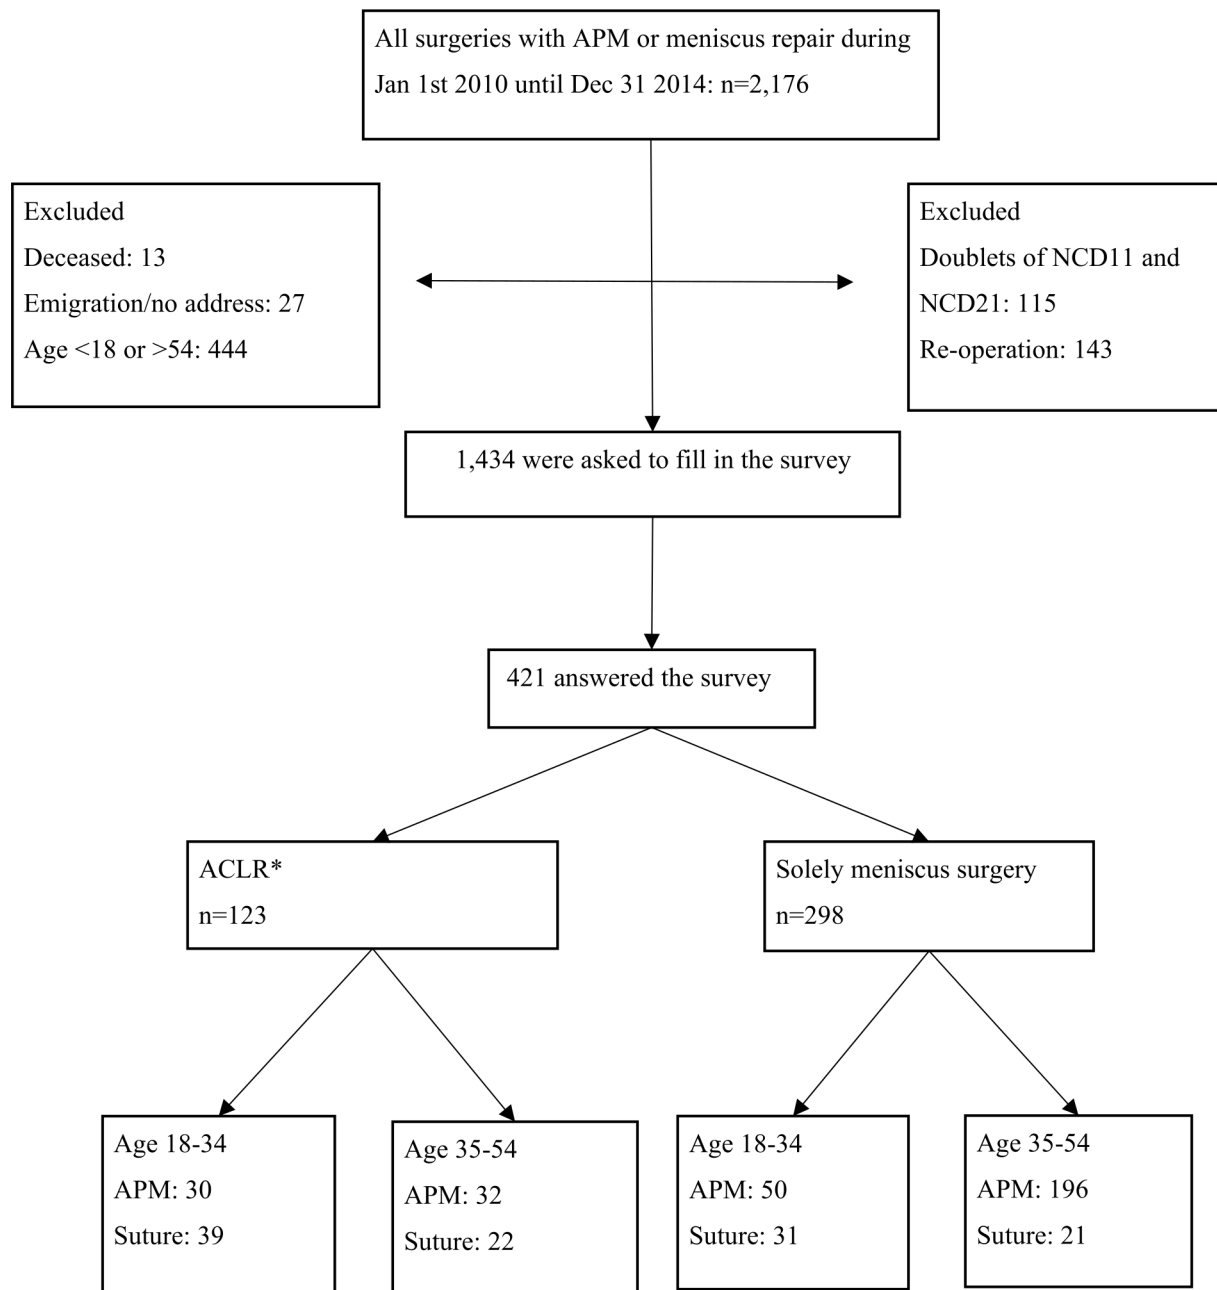 All surgeries with APM or meniscus repair during
Jan 1st 2010 until Dec 31 2014: n=2,176
Excluded
Deceased: 13
Emigration/no address: 27
Age <18 or >54: 444
Excluded
Doublets of NCD11 and
NCD21: 115
Re-operation: 143
1,434 were asked to fill in the survey
421 answered the survey
ACLR*
n=123
Solely meniscus surgery
n=298
Age 18-34
APM: 30
Suture: 39
Age 35-54
APM: 32
Suture: 22
Age 18-34
APM: 50
Suture: 31
Age 35-54
APM: 196
Suture: 21